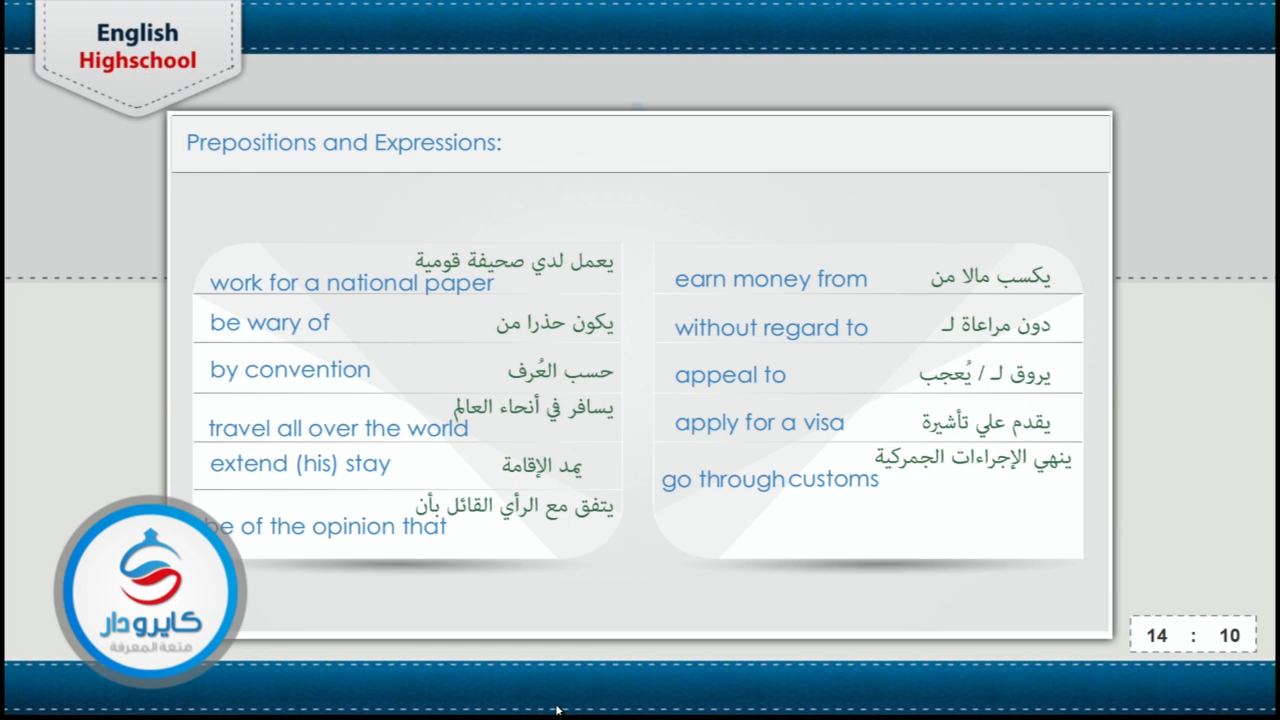 English
Highschool
Prepositions and Expressions:
work for a national paper يعمل لدي صحيفة قومية
be wary of يكون حذرا من
by convention حسب العُرف
travel all over the world يسافر في أنحاء العالم
extend (his) stay يمد الإقامة
be of the opinion that يتفق مع الرأي القائل بأن
earn money from يكسب مالا من
without regard to دون مراعاة لـ
appeal to يروق لـ / يُعجب
apply for a visa يقدم علي تأشيرة
go through customs ينهي الإجراءات الجمركية
كايرودار
متعة المعرفة
14 : 10